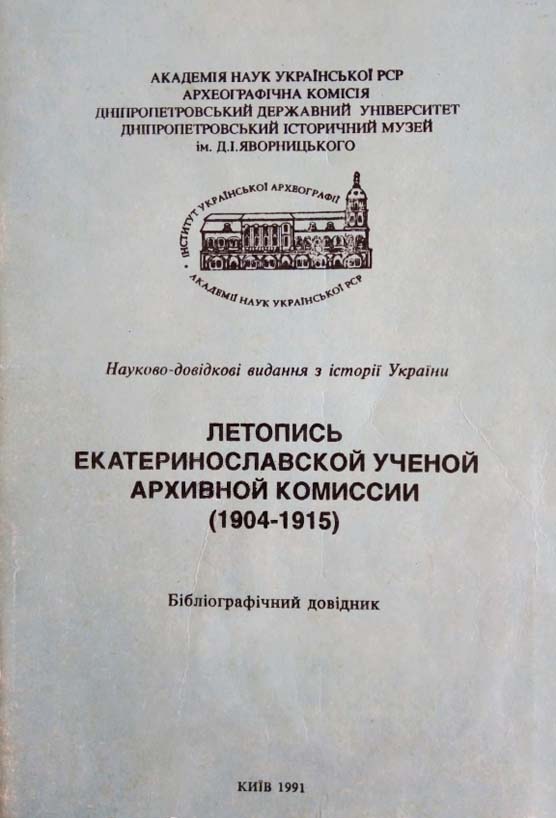 АКАДЕМІЯ НАУК УКРАЇНСЬКОЇ РСР
АРХЕОГРАФІЧНА КОМІСІЯ
ДНІПРОПЕТРОВСЬКИЙ ДЕРЖАВНИЙ УНІВЕРСИТЕТ
ДНІПРОПЕТРОВСЬКИЙ ІСТОРИЧНИЙ МУЗЕЙ
ім. Д.І.ЯВОРНИЦЬКОГО
ІНСТИТУТ УКРАЇНСЬКОЇ АРХЕОГРАФІЇ
• АКАДЕМІЇ НАУК УКРАЇНСЬКОЇ РСР
Науково-довідкові видання з історії України
ЛЕТОПИСЬ
ЕКАТЕРИНОСЛАВСКОЙ УЧЕНОЙ
АРХИВНОЙ КОМИССИИ
(1904-1915)
Бібліографічний довідник
КИЇВ 1991